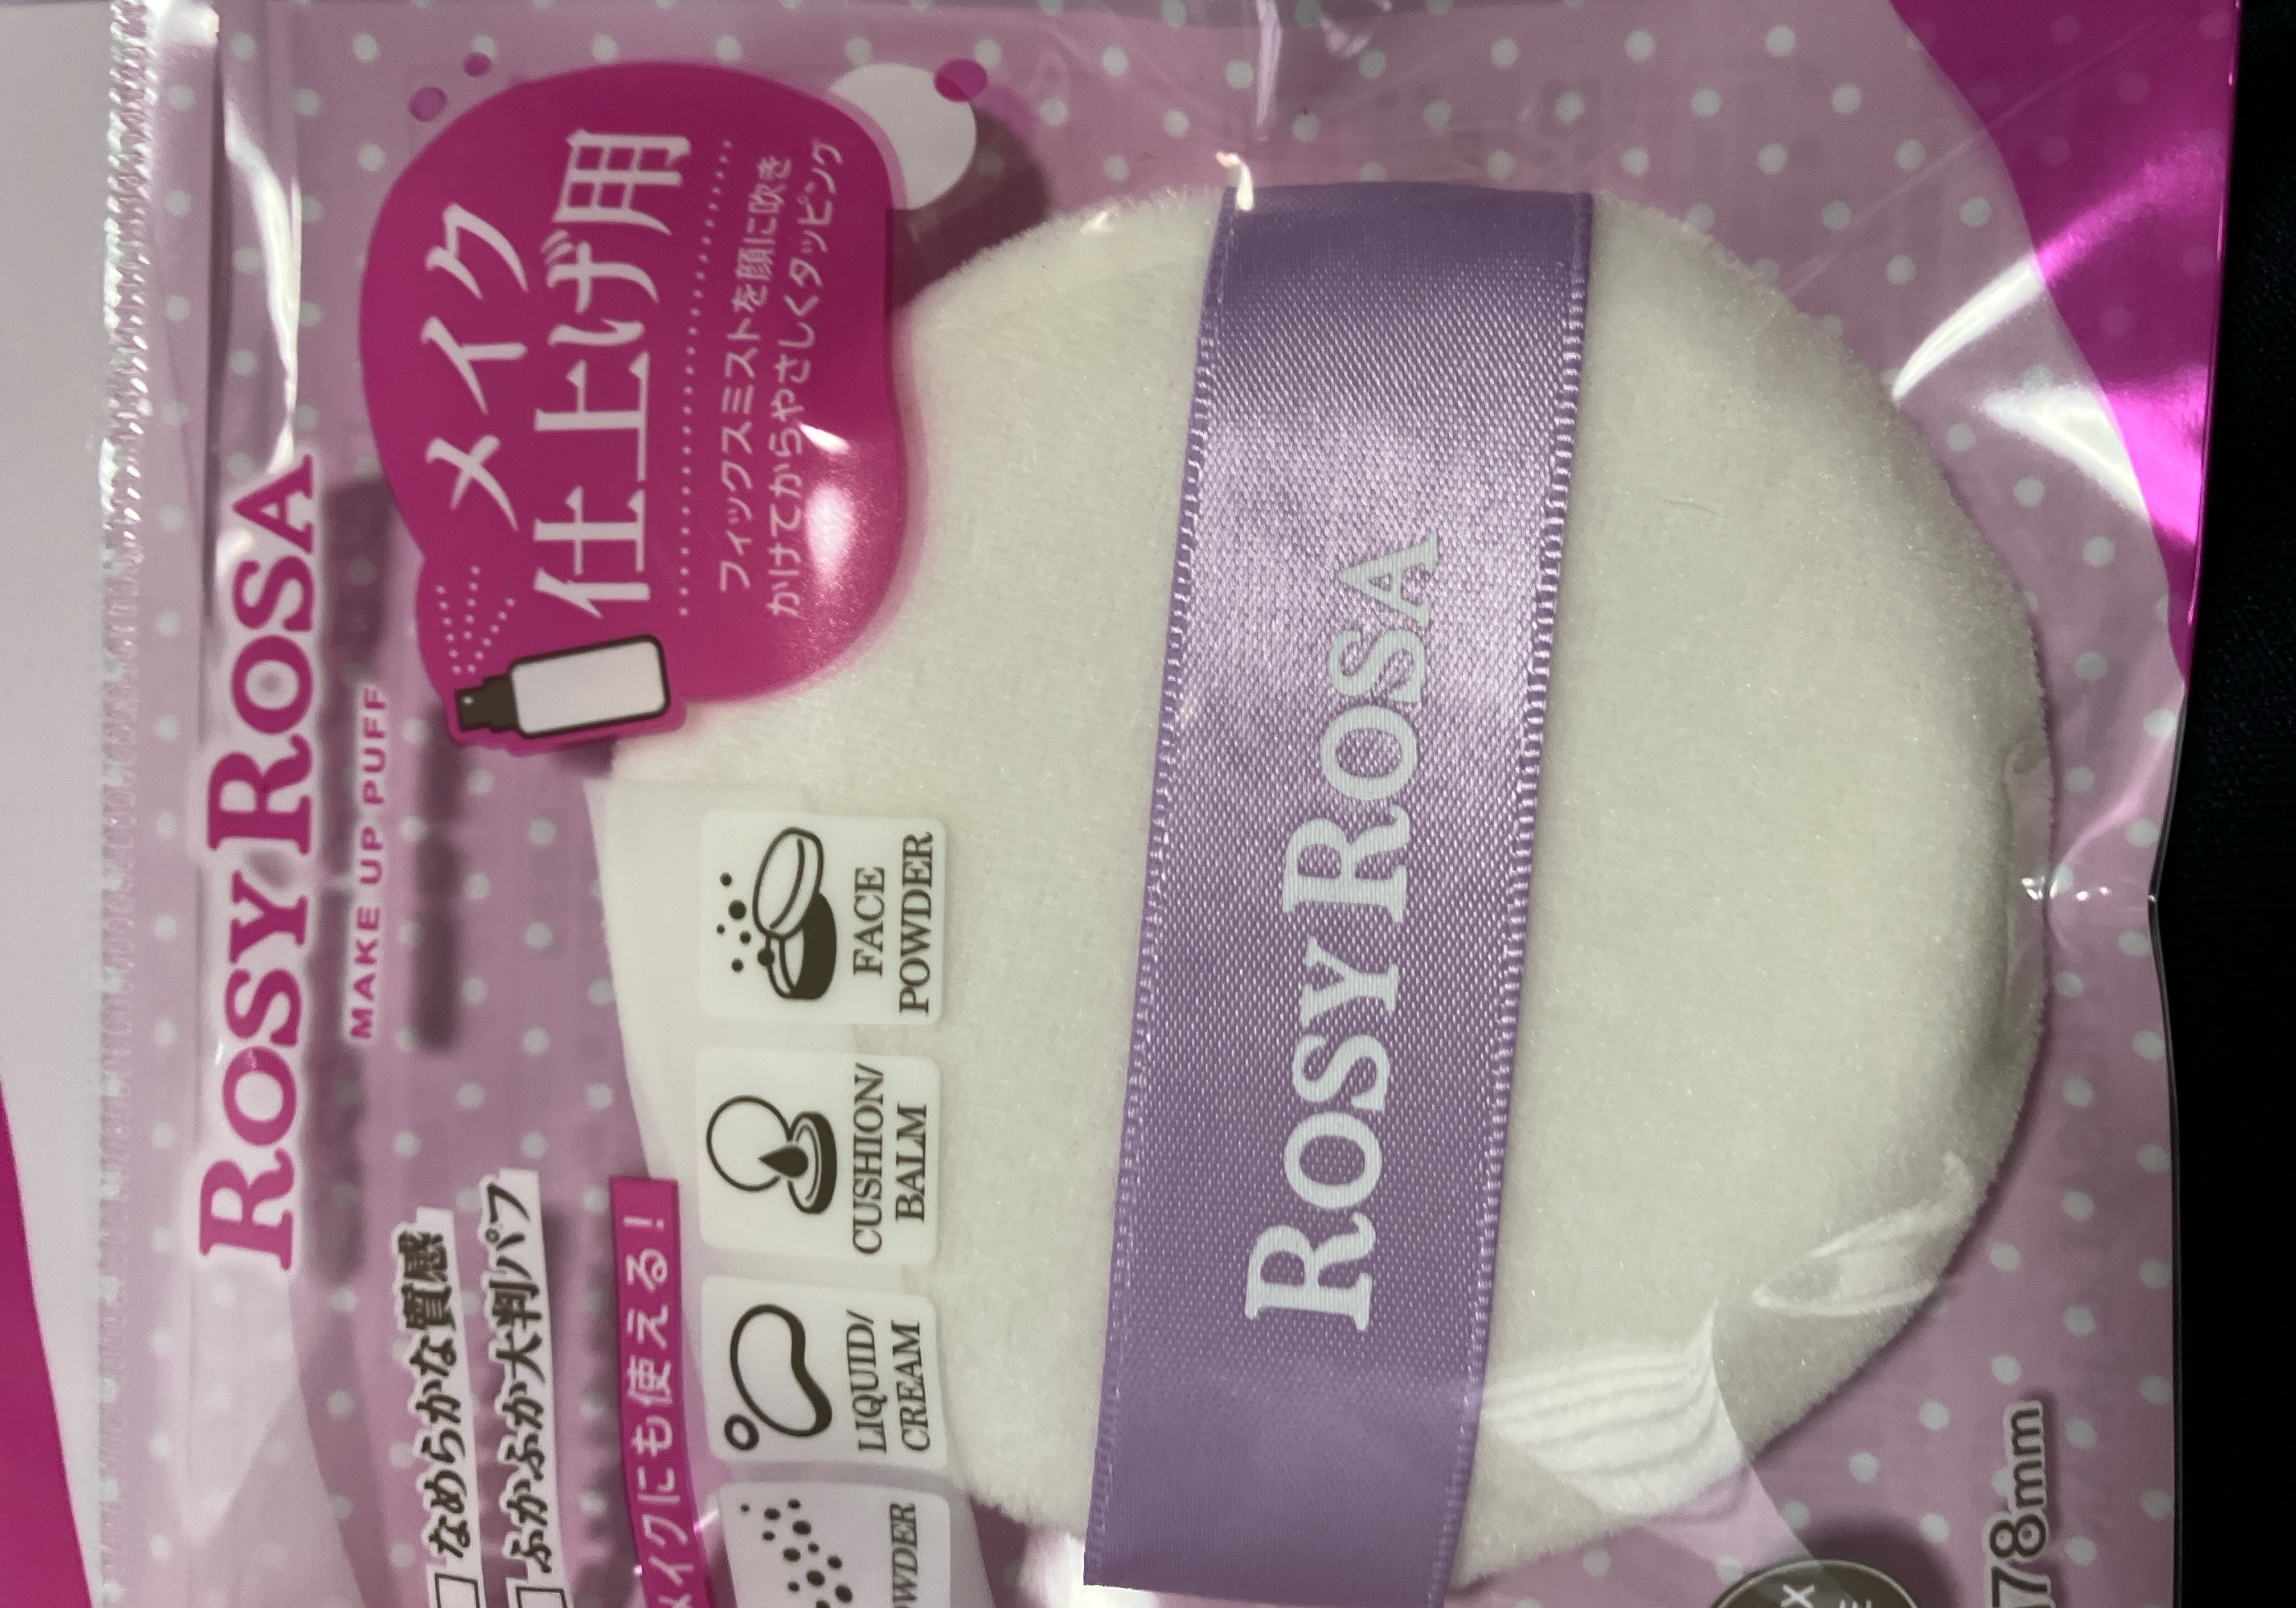 ROSY ROSA
MAKE UP PUFF
メイク
仕上げ用
フィックスミストを顔に吹き
かけてからやさしくタッピング
なめらかな質感
ふかふか大判パフ
メイクにも使える!
LIQUID/
CREAM
CUSHION/
BALM
FACE
POWDER
ROSY ROSA
78mm